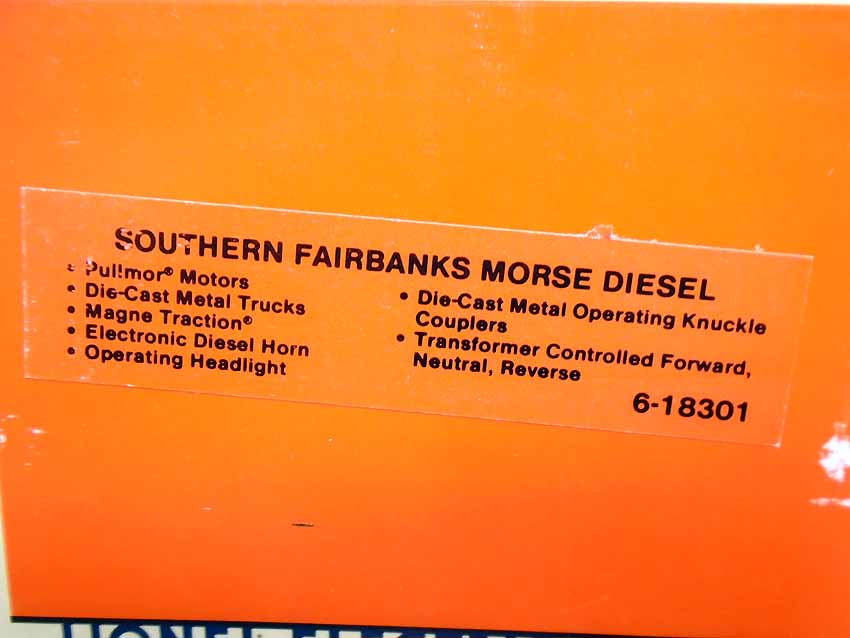 SOUTHERN FAIRBANKS MORSE DIESEL
• Pullmor® Motors
• Die-Cast Metal Trucks
• Magne Traction®
• Electronic Diesel Horn
• Operating Headlight
• Die-Cast Metal Operating Knuckle
Couplers
• Transformer Controlled Forward,
Neutral, Reverse
6-18301